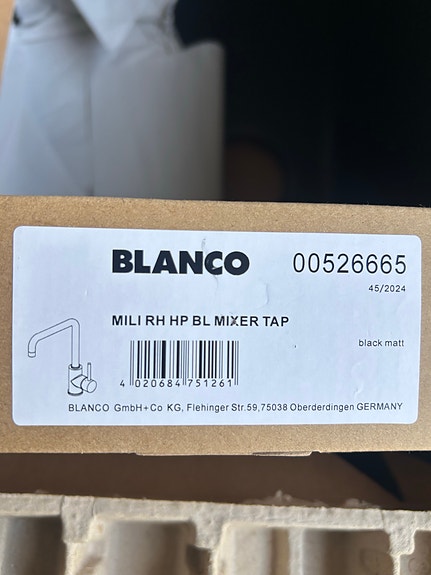 BLANCO 00526665
45/2024
MILI RH HP BL MIXER TAP
black matt
4 020684 751261
BLANCO GmbH+Co KG, Flehinger Str.59,75038 Oberderdingen GERMANY